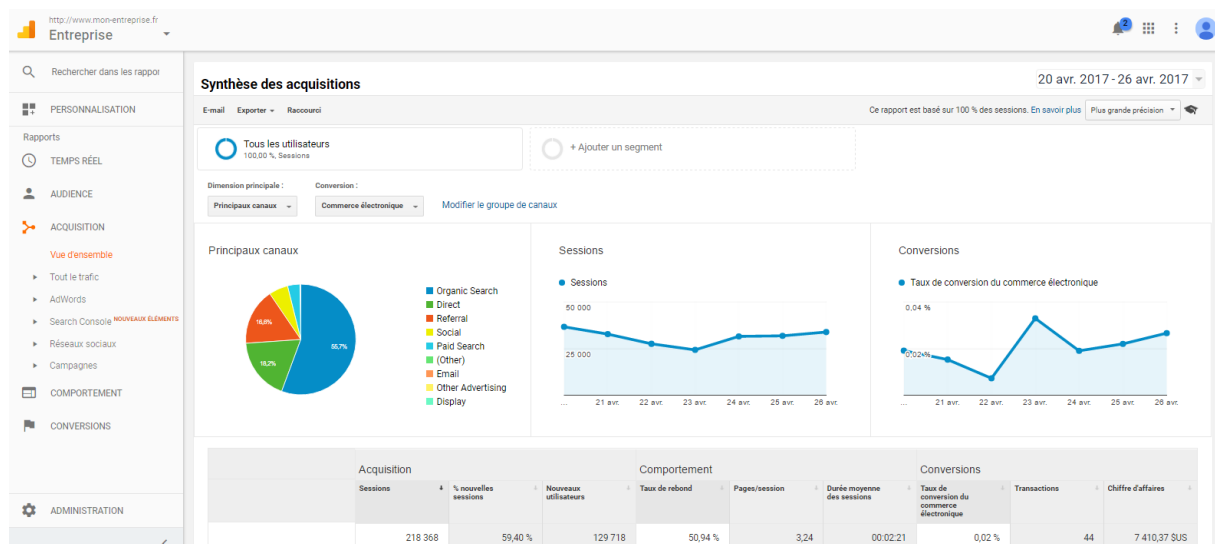 http://www.mon-entreprise.fr
Entreprise
2
Rechercher dans les rappor
PERSONNALISATION
Rapports
TEMPS RÉEL
AUDIENCE
ACQUISITION
Vue d'ensemble
Tout le trafic
AdWords
Search Console NOUVEAUX ÉLÉMENTS
Réseaux sociaux
Campagnes
COMPORTEMENT
CONVERSIONS
ADMINISTRATION
Synthèse des acquisitions
20 avr. 2017 - 26 avr. 2017
E-mail Exporter Raccourci
Ce rapport est basé sur 100 % des sessions. En savoir plus Plus grande précision
Tous les utilisateurs
100,00 %, Sessions
+ Ajouter un segment
Dimension principale : Conversion :
Principaux canaux Commerce électronique Modifier le groupe de canaux
Principaux canaux
16,6%
55,7%
18,2%
Organic Search
Direct
Referral
Social
Paid Search
(Other)
Email
Other Advertising
Display
Sessions
Sessions
50 000
25 000
... 21 avr. 22 avr. 23 avr. 24 avr. 25 avr. 26 avr.
Conversions
Taux de conversion du commerce électronique
0,04 %
0,02 %
... 21 avr. 22 avr. 23 avr. 24 avr. 25 avr. 26 avr.
Acquisition Comportement Conversions
Sessions
% nouvelles sessions
Nouveaux utilisateurs
Taux de rebond
Pages/session
Durée moyenne des sessions
Taux de conversion du commerce électronique
Transactions
Chiffre d'affaires
218 368 59,40 % 129 718 50,94 % 3,24 00:02:21 0,02 % 44 7 410,37 $US